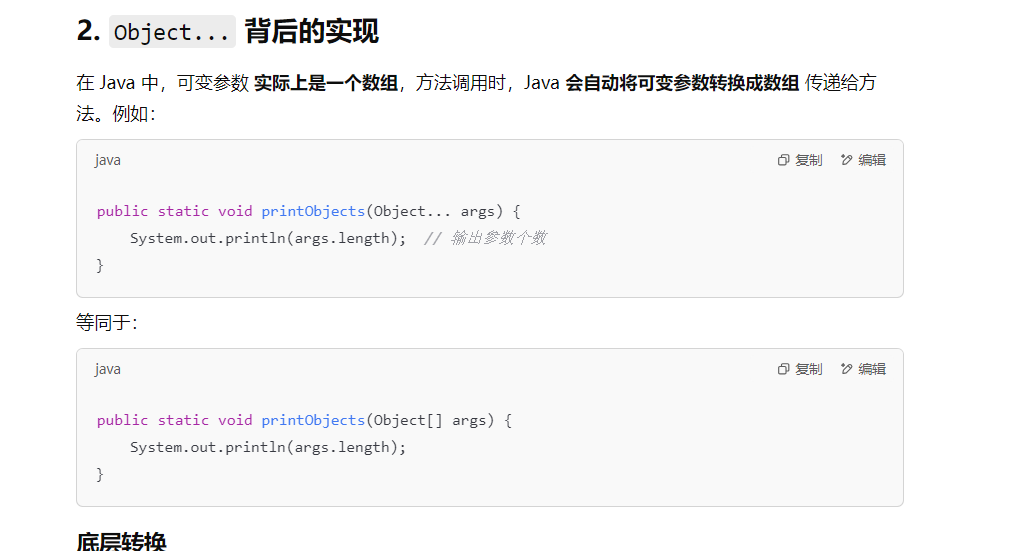 2. Object... 背后的实现
在 Java 中，可变参数 实际上是一个数组，方法调用时，Java 会自动将可变参数转换成数组 传递给方
法。例如：
java 复制 编辑
public static void printObjects(Object... args) {
    System.out.println(args.length);  // 输出参数个数
}
等同于：
java 复制 编辑
public static void printObjects(Object[] args) {
    System.out.println(args.length);
}
底层转换